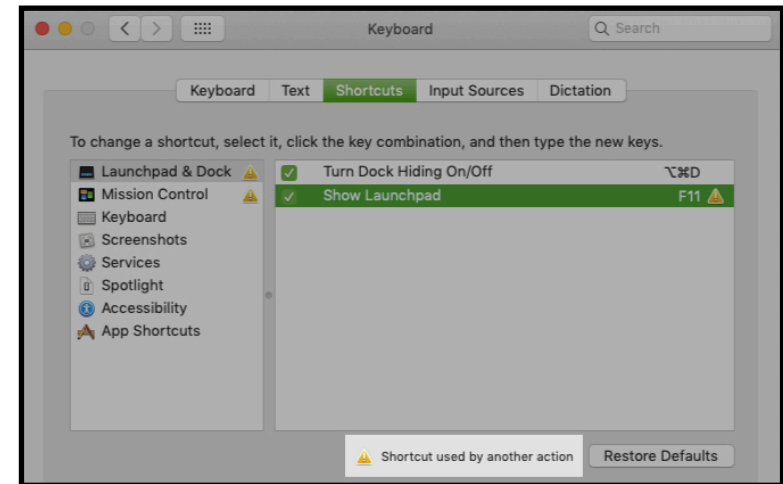 Keyboard
Search
Keyboard Text Shortcuts Input Sources Dictation
To change a shortcut, select it, click the key combination, and then type the new keys.
Launchpad & Dock
Mission Control
Keyboard
Screenshots
Services
Spotlight
Accessibility
App Shortcuts
Turn Dock Hiding On/Off ⌥⌘D
Show Launchpad F11
Shortcut used by another action
Restore Defaults